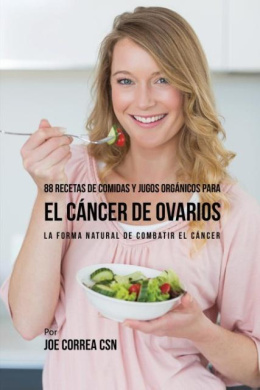 88 RECETAS DE COMIDAS Y JUGOS ORGÁNICOS PARA
EL CÁNCER DE OVARIOS
LA FORMA NATURAL DE COMBATIR EL CÁNCER
Por
JOE CORREA CSN